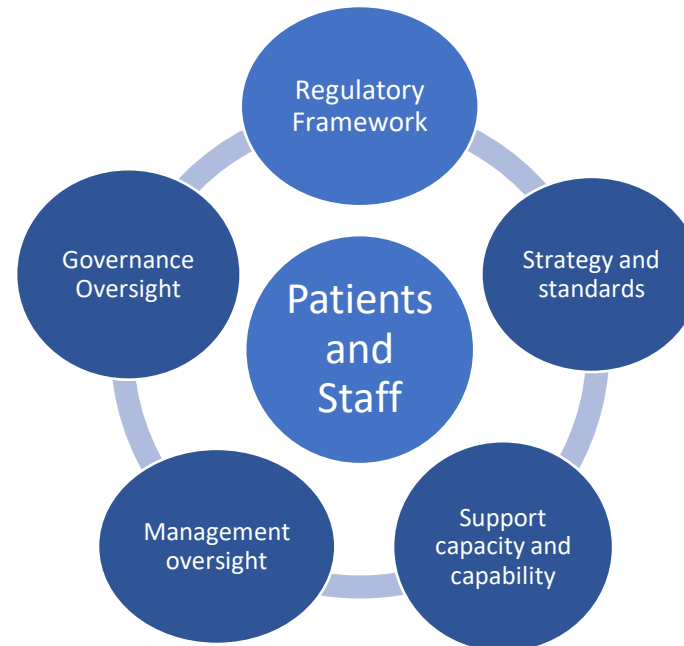 Regulatory
Framework
Governance
Oversight
Strategy and
standards
Patients
and
Staff
Management
oversight
Support
capacity and
capability